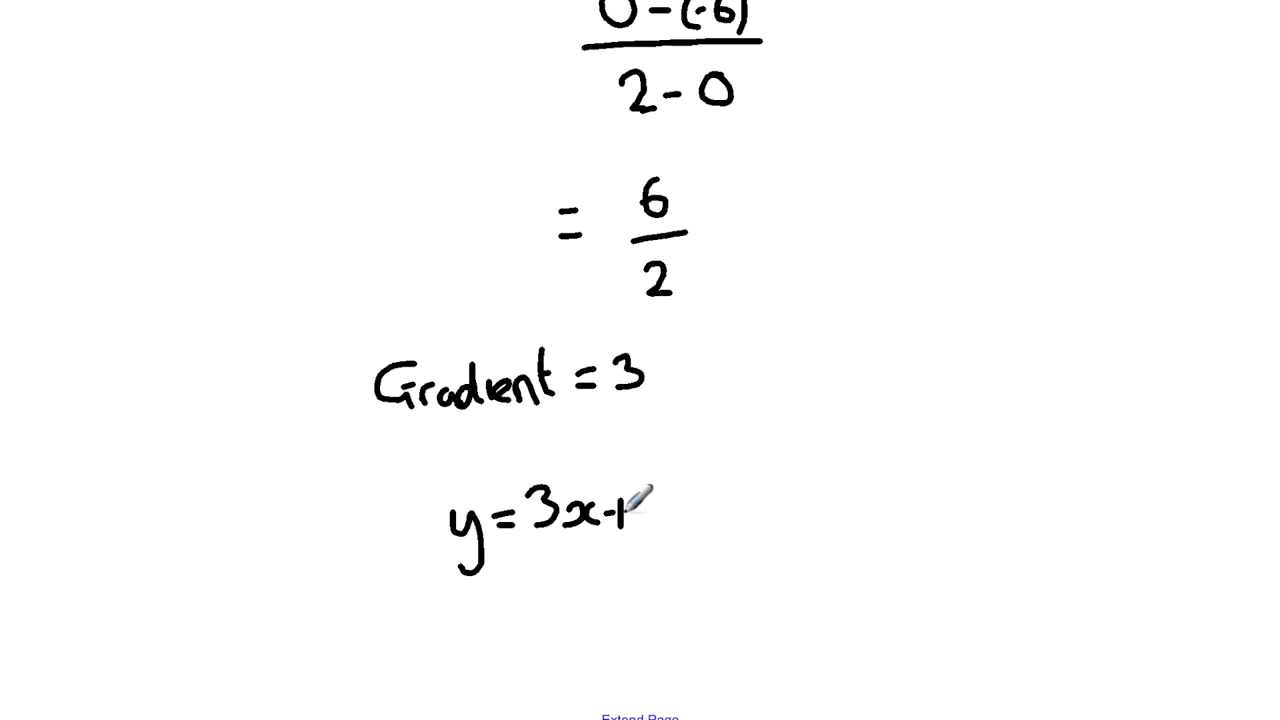 0-(-6)
2-0
= 6
2
Gradient = 3
y=3x+
Extend Page